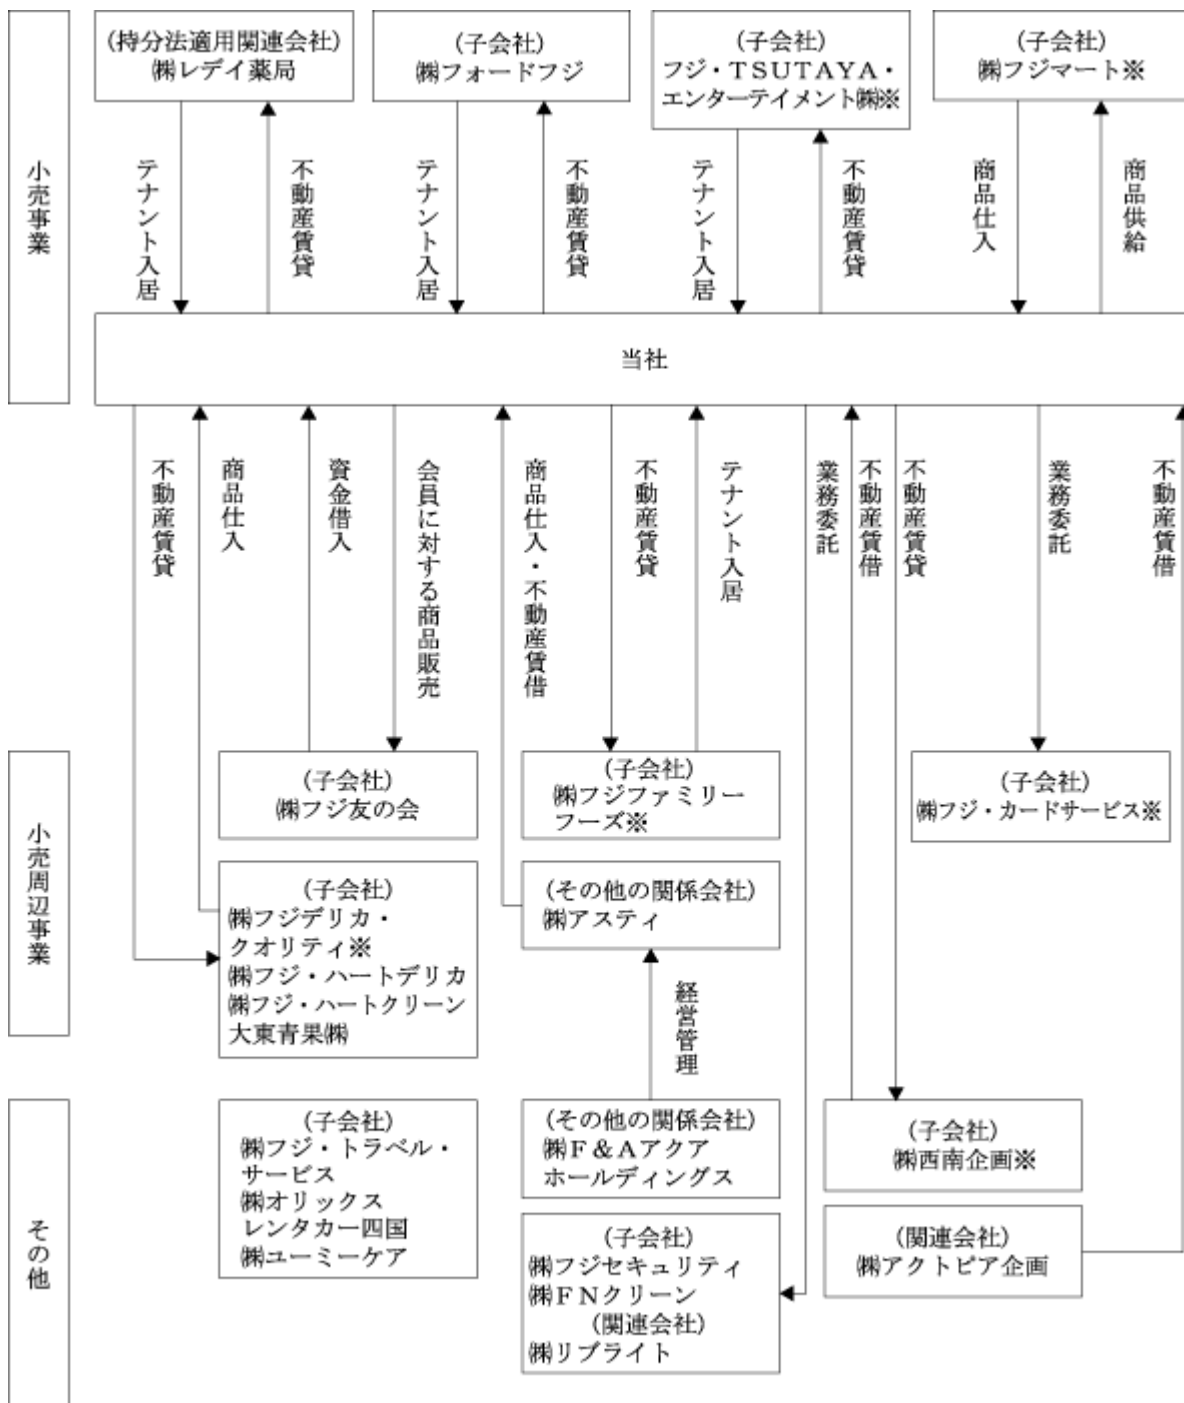 小売事業
(持分法適用関連会社)
㈱レデイ薬局
(子会社)
㈱フォードフジ
(子会社)
フジ・TSUTAYA・
エンターテイメント㈱※
(子会社)
㈱フジマート※
テナント入居
不動産賃貸
テナント入居
不動産賃貸
テナント入居
不動産賃貸
商品仕入
商品供給
当社
不動産賃貸
商品仕入
資金借入
会員に対する商品販売
商品仕入・不動産賃借
不動産賃貸
テナント入居
業務委託
不動産賃借
不動産賃貸
業務委託
不動産賃借
小売周辺事業
(子会社)
㈱フジ友の会
(子会社)
㈱フジファミリー
フーズ※
(子会社)
㈱フジ・カードサービス※
(子会社)
㈱フジデリカ・
クオリティ※
㈱フジ・ハートデリカ
㈱フジ・ハートクリーン
大東青果㈱
(その他の関係会社)
㈱アスティ
経営管理
その他
(子会社)
㈱フジ・トラベル・
サービス
㈱オリックス
レンタカー四国
㈱ユーミーケア
(その他の関係会社)
㈱F&Aアクア
ホールディングス
(子会社)
㈱西南企画※
(子会社)
㈱フジセキュリティ
㈱FNクリーン
(関連会社)
㈱リブライト
(関連会社)
㈱アクトピア企画